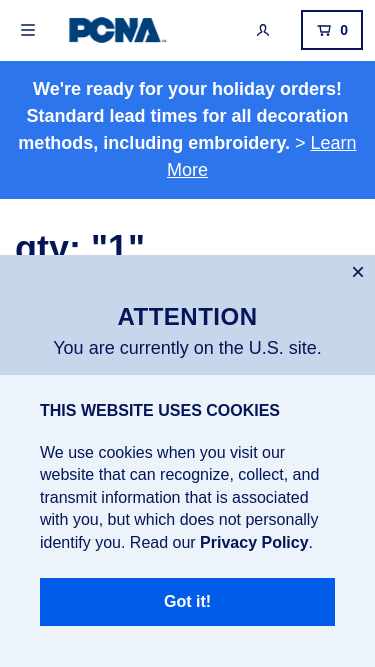 PCNA
0
We're ready for your holiday orders!
Standard lead times for all decoration
methods, including embroidery. > Learn
More
qty: "1"
ATTENTION
You are currently on the U.S. site.
THIS WEBSITE USES COOKIES
We use cookies when you visit our
website that can recognize, collect, and
transmit information that is associated
with you, but which does not personally
identify you. Read our Privacy Policy.
Got it!